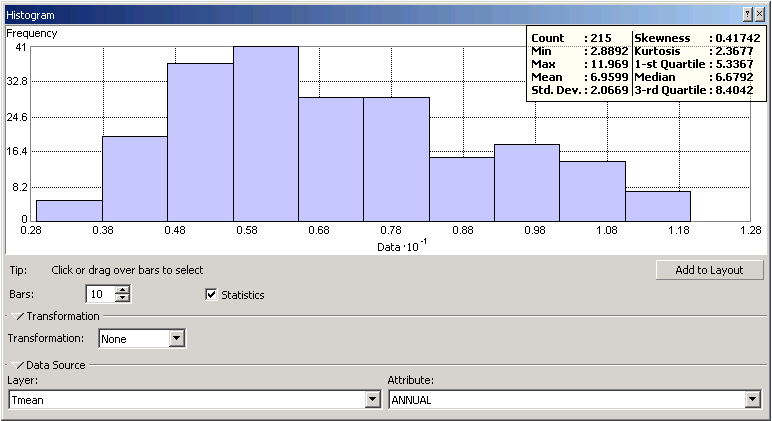 Histogram
Frequency
41
32.8
24.6
16.4
8.2
0
0.28 0.38 0.48 0.58 0.68 0.78 0.88 0.98 1.08 1.18 1.28
Data ·10⁻¹
Count : 215 Skewness : 0.41742
Min : 2.8892 Kurtosis : 2.3677
Max : 11.969 1-st Quartile : 5.3367
Mean : 6.9599 Median : 6.6792
Std. Dev. : 2.0669 3-rd Quartile : 8.4042
Tip: Click or drag over bars to select
Add to Layout
Bars: 10 Statistics
Transformation
Transformation: None
Data Source
Layer: Attribute:
Tmean ANNUAL